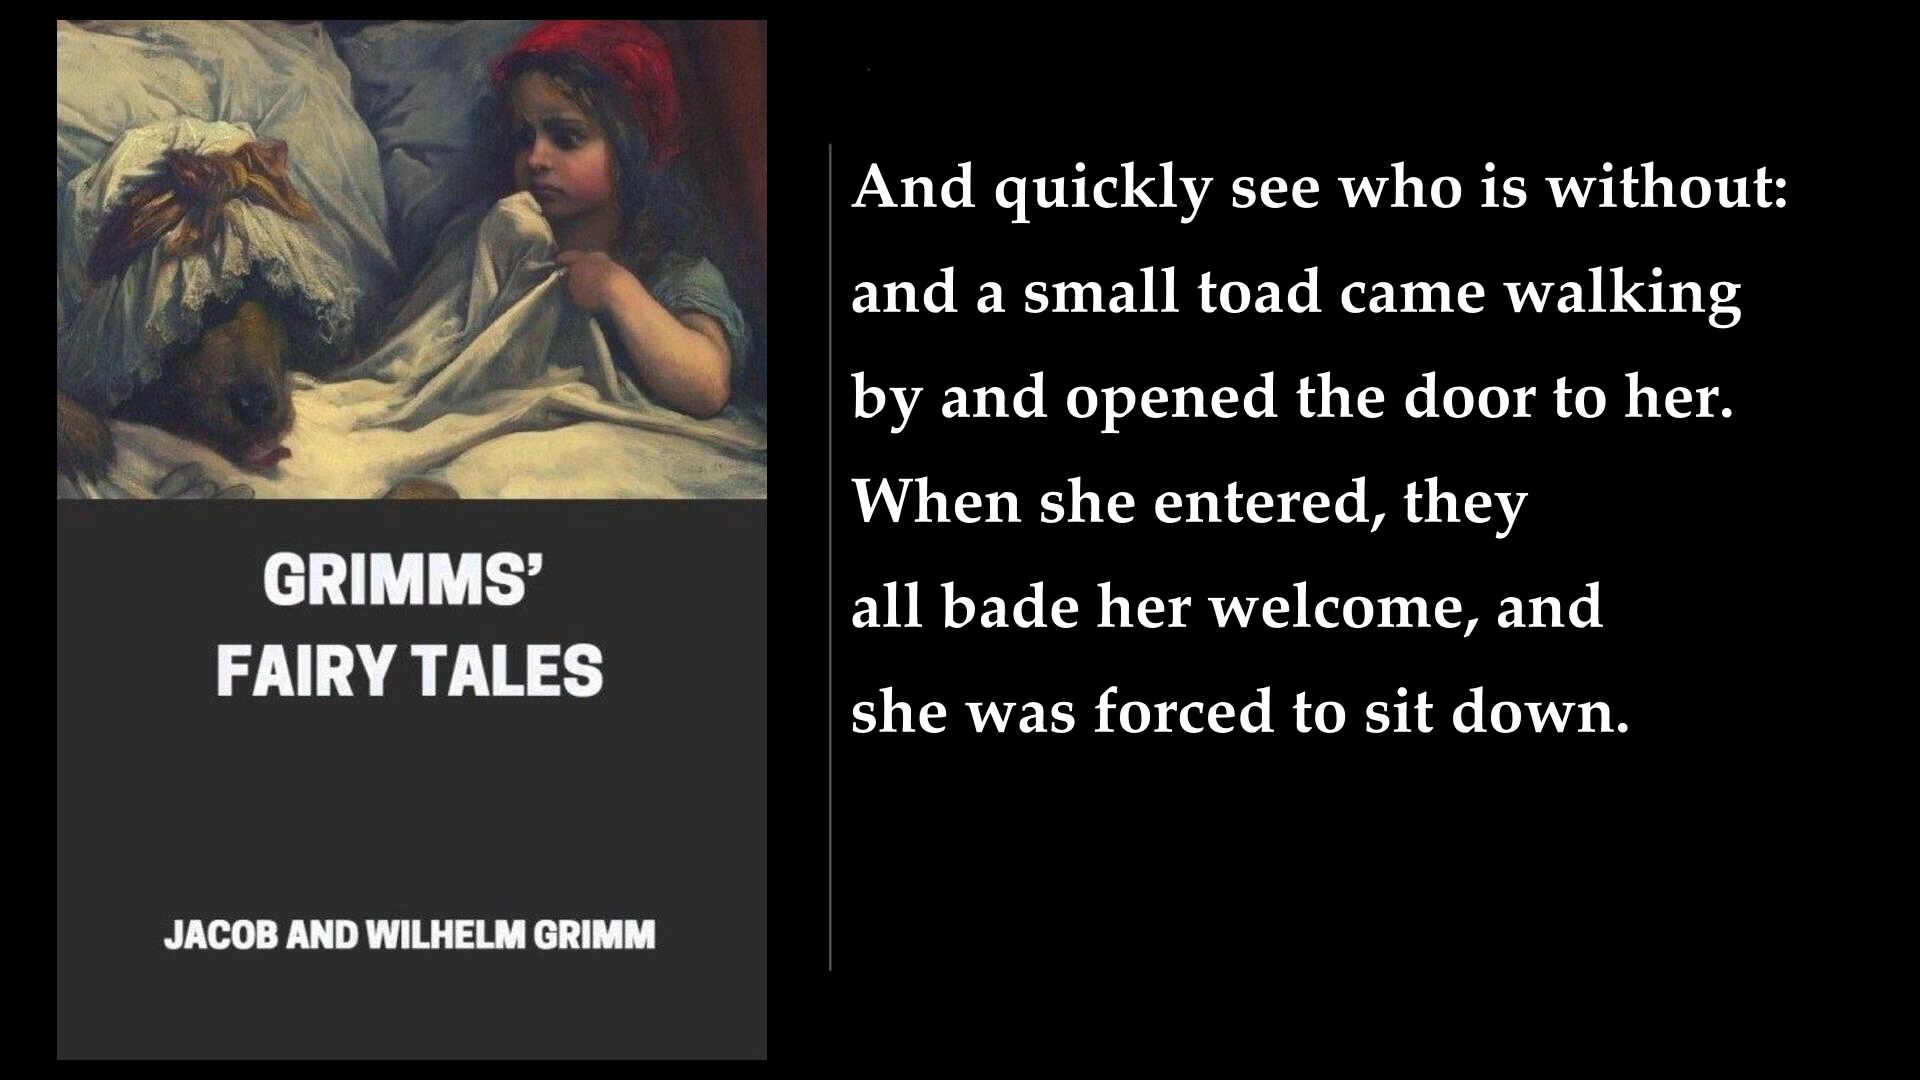 GRIMMS’
FAIRY TALES
JACOB AND WILHELM GRIMM
And quickly see who is without:
and a small toad came walking
by and opened the door to her.
When she entered, they
all bade her welcome, and
she was forced to sit down.